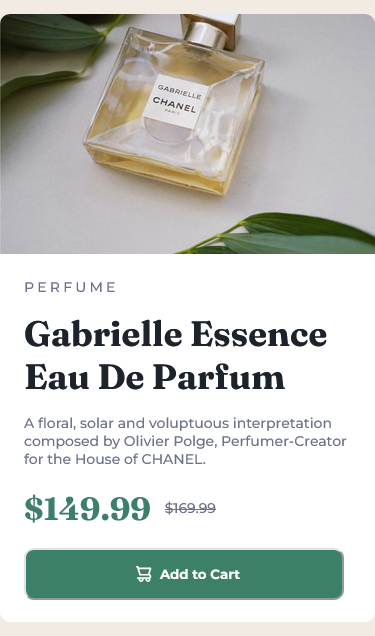 GABRIELLE
CHANEL
PARIS
PERFUME
Gabrielle Essence
Eau De Parfum
A floral, solar and voluptuous interpretation
composed by Olivier Polge, Perfumer-Creator
for the House of CHANEL.
$149.99 $169.99
Add to Cart